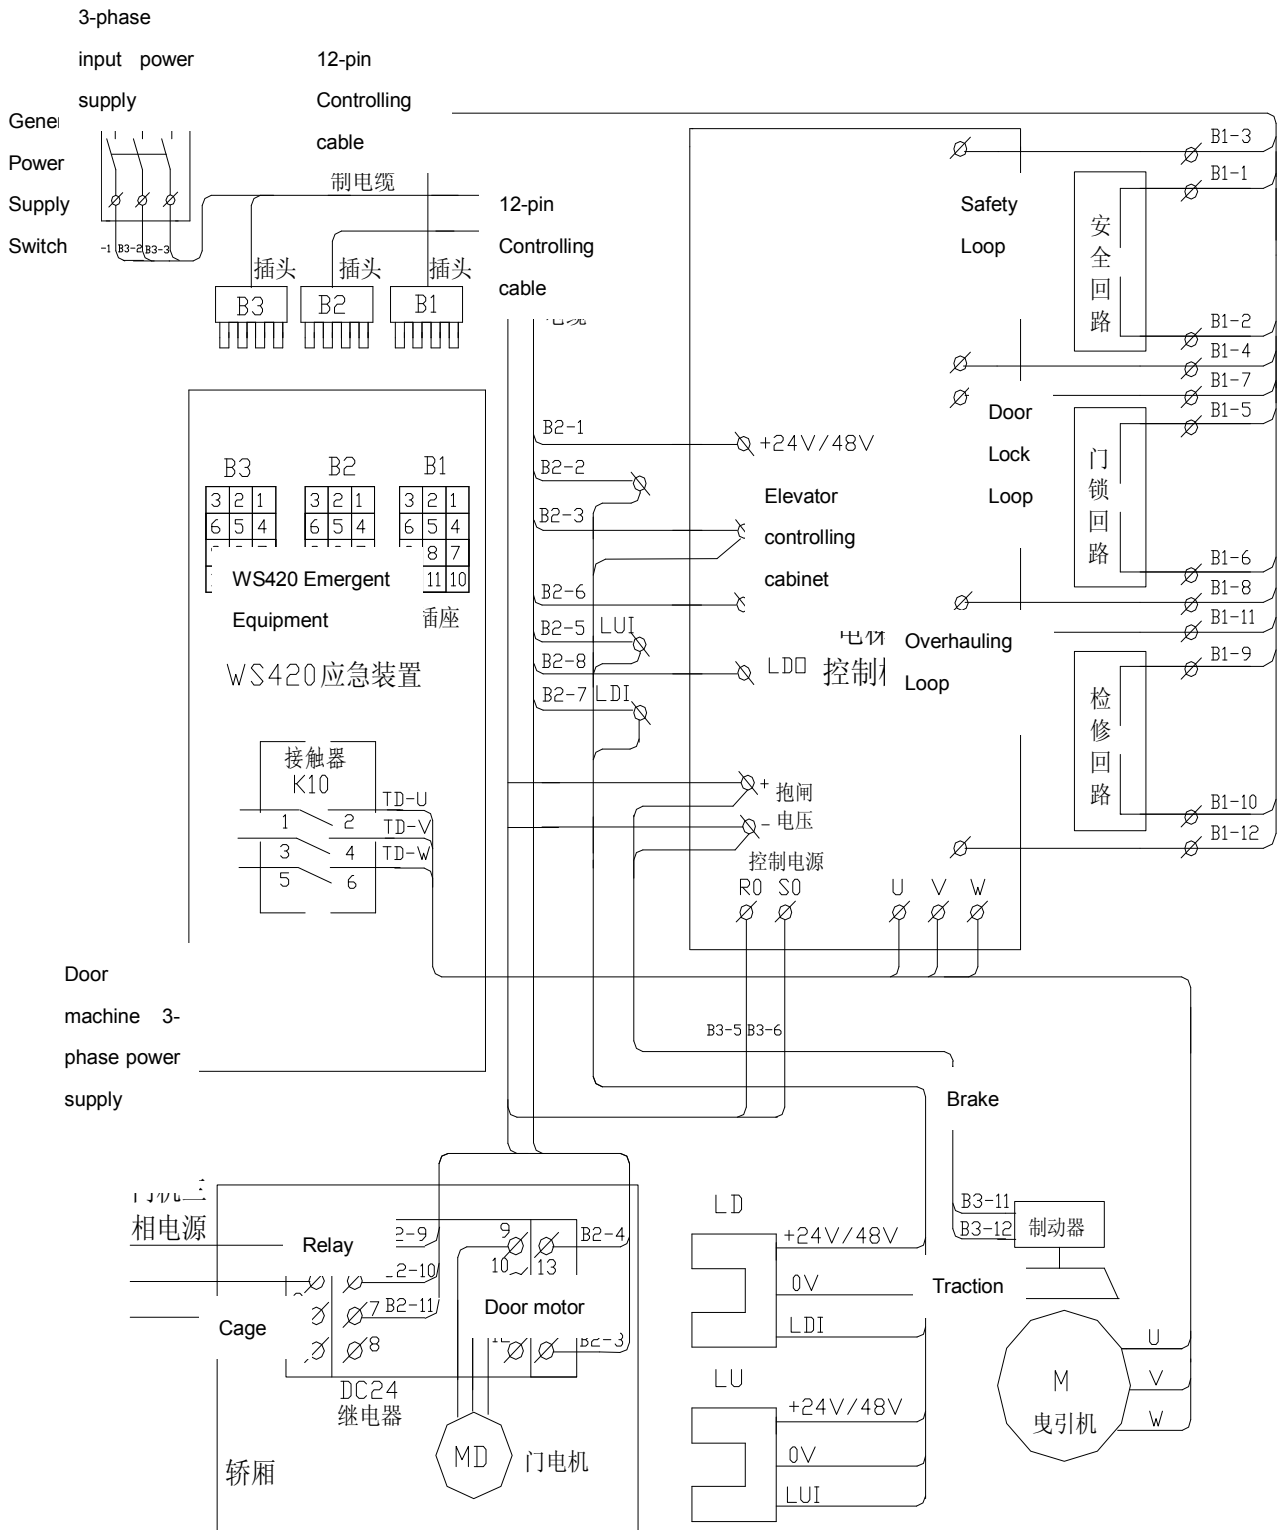 3-phase
input power
supply
12-pin
Controlling
cable
Gene
Power
Supply
Switch
制电缆
-1 B3-2 B3-3
12-pin
Controlling
cable
插头 插头 插头
B3 B2 B1
Safety
Loop
B1-3
B1-1
安全回路
B1-2
B1-4
B1-7
B1-5
Door
Lock
Loop
门锁回路
B1-6
B1-8
B1-11
B1-9
Overhauling
Loop
检修回路
B1-10
B1-12
B3 B2 B1
3 2 1 3 2 1 3 2 1
6 5 4 6 5 4 6 5 4
8 7
11 10
WS420 Emergent
Equipment
插座
WS420应急装置
接触器
K10
TD-U
1 2
TD-V
3 4
TD-W
5 6
B2-1
+24V/48V
B2-2
B2-3
Elevator
controlling
cabinet
B2-6
B2-5 LUI
B2-8
LDO
B2-7 LDI
控制
+ 抱闸
- 电压
控制电源
R0 S0 U V W
B3-5 B3-6
Door
machine 3-
phase power
supply
相电源
Relay
2-9
2-10
7 B2-11
8
Cage
9
10 13
B2-4
Door motor
B2-3
DC24
继电器
MD 门电机
轿厢
LD
+24V/48V
0V
LDI
LU
+24V/48V
0V
LUI
Brake
B3-11
B3-12
制动器
Traction
M
曳引机
U
V
W